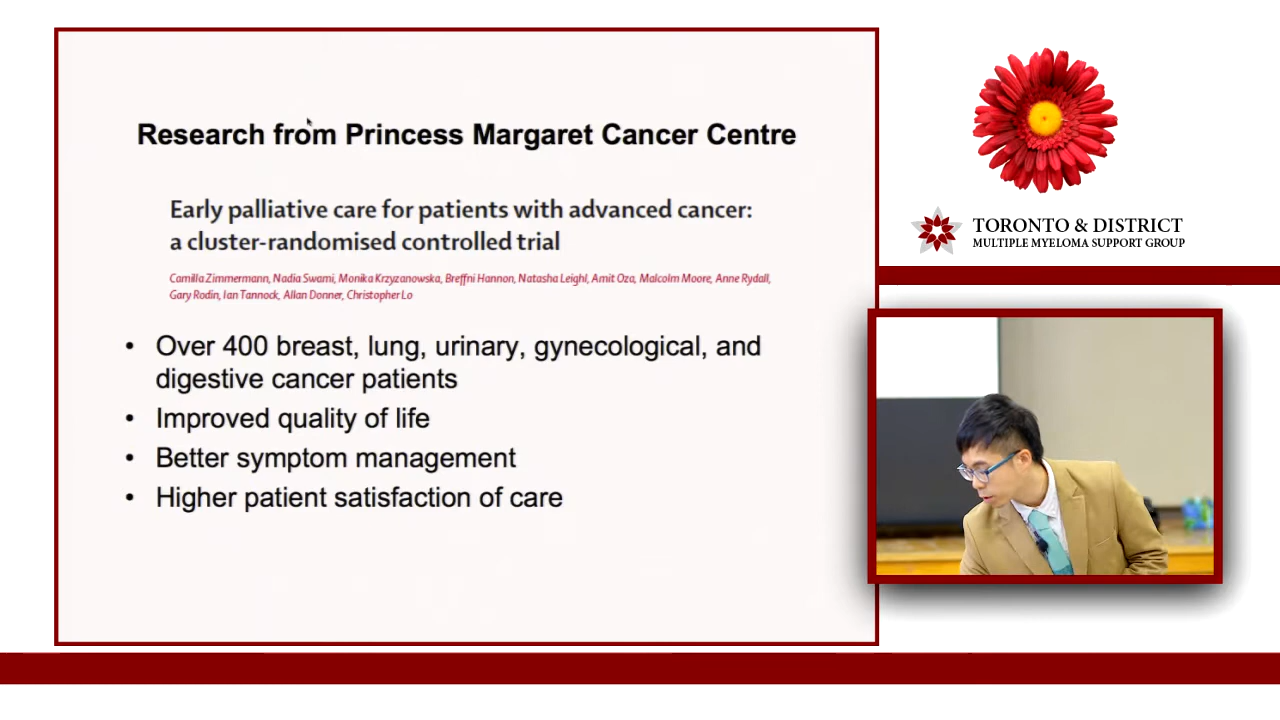 Research from Princess Margaret Cancer Centre
Early palliative care for patients with advanced cancer:
a cluster-randomised controlled trial
Camilla Zimmermann, Nadia Swami, Monika Krzyzanowska, Breffni Hannon, Natasha Leighl, Amit Oza, Malcolm Moore, Anne Rydall,
Gary Rodin, Ian Tannock, Allan Donner, Christopher Lo
• Over 400 breast, lung, urinary, gynecological, and
digestive cancer patients
• Improved quality of life
• Better symptom management
• Higher patient satisfaction of care
TORONTO & DISTRICT
MULTIPLE MYELOMA SUPPORT GROUP